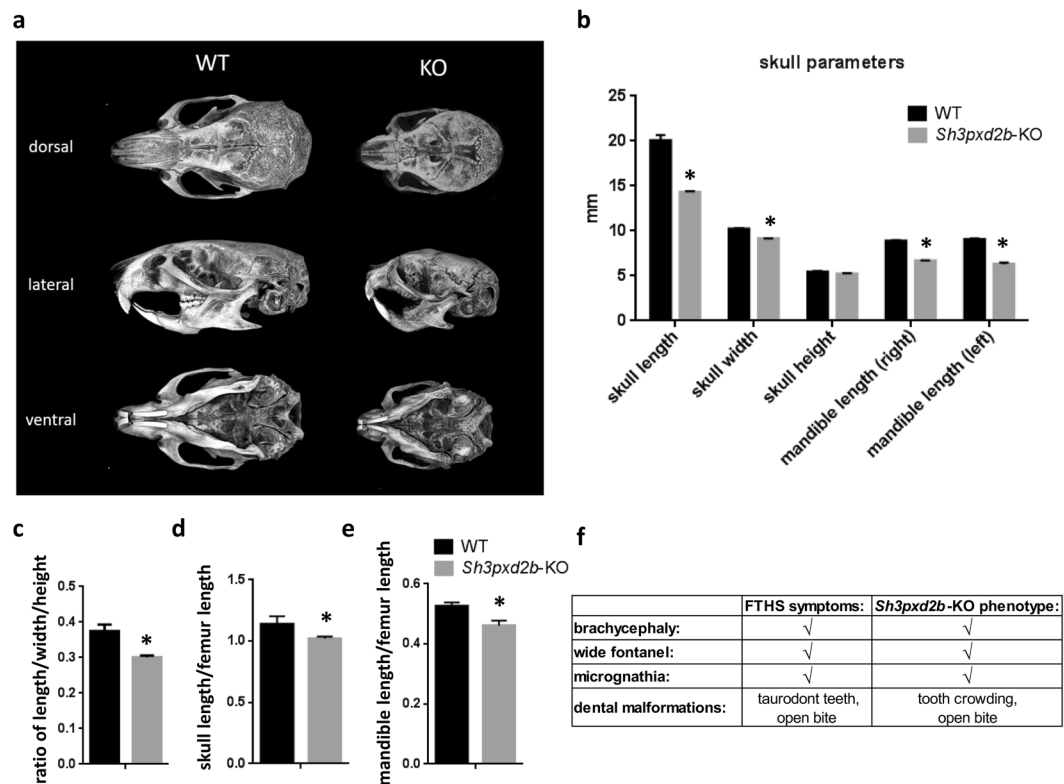 a
WT
KO
dorsal
lateral
ventral
b
skull parameters
WT
Sh3pxd2b-KO
mm
25
20
15
10
5
0
*
*
*
*
skull length
skull width
skull height
mandible length (right)
mandible length (left)
c
ratio of length/width/height
0.5
0.4
0.3
0.2
0.1
0.0
*
d
skull length/femur length
1.5
1.0
0.5
0.0
*
e
WT
Sh3pxd2b-KO
mandible/femur length
0.6
0.4
0.2
0.0
*
f
FTHS symptoms: Sh3pxd2b-KO phenotype:
brachycephaly: √ √
wide fontanel: √ √
micrognathia: √ √
dental malformations: taurodont teeth, tooth crowding,
open bite open bite